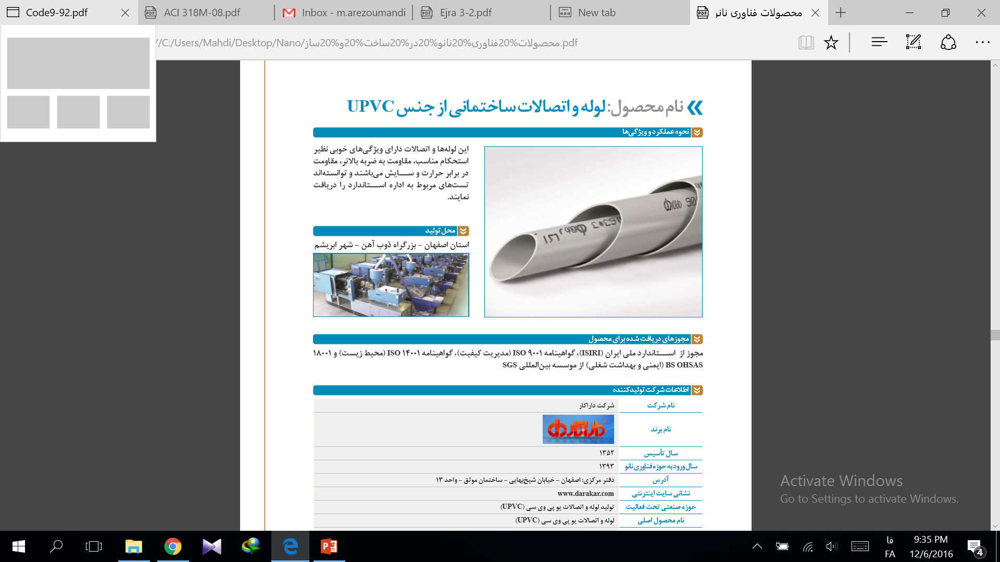 Code9-92.pdf
ACI 318M-08.pdf
Inbox - m.arezoumandi
Ejra 3-2.pdf
New tab
محصولات فناوری نانو
//C:/Users/Mahdi/Desktop/Nano/محصولات%20فناوری%20نانو%20در%20ساخت%20و%20ساز.pdf
نام محصول: لوله و اتصالات ساختمانی از جنس UPVC
نحوه عملکرد و ویژگی‌ها
این لوله‌ها و اتصالات دارای ویژگی‌های خوبی نظیر
استحکام مناسب، مقاومت به ضربه بالاتر، مقاومت
در برابر حرارت و سایش می‌باشند و توانسته‌اند
تست‌های مربوط به اداره استاندارد را دریافت
نمایند.
محل تولید
استان اصفهان - بزرگراه ذوب آهن - شهر ابریشم
مجوزهای دریافت شده برای محصول
مجوز از استاندارد ملی ایران (ISIRI)، گواهینامه ISO ۹۰۰۱ (مدیریت کیفیت)، گواهینامه ISO ۱۴۰۰۱ (محیط زیست) و ۱۸۰۰۱
BS OHSAS (ایمنی و بهداشت شغلی) از موسسه بین‌المللی SGS
اطلاعات شرکت تولیدکننده
نام شرکت شرکت داراکار
نام برند داراکار
سال تأسیس ۱۳۵۲
سال ورود به حوزه فناوری نانو ۱۳۹۳
آدرس دفتر مرکزی: اصفهان - خیابان شیخ‌بهایی - ساختمان موثق - واحد ۱۳
نشانی سایت اینترنتی www.darakar.com
حوزه صنعتی تحت فعالیت تولید لوله و اتصالات یو پی وی سی (UPVC)
نام محصول اصلی لوله و اتصالات یو پی وی سی (UPVC)
Activate Windows
Go to Settings to activate Windows.
فا
FA
9:35 PM
12/6/2016
4